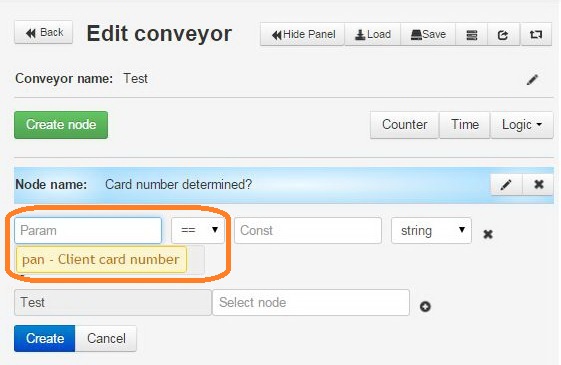 Back
Edit conveyor
Hide Panel
Load
Save
Conveyor name: Test
Create node
Counter
Time
Logic
Node name: Card number determined?
Param
==
Const
string
pan - Client card number
Test
Select node
Create
Cancel